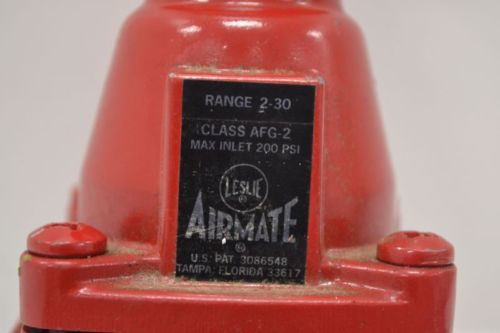 RANGE 2-30
CLASS AFG-2
MAX INLET 200 PSI
LESLIE
®
AIRMATE
®
U.S. PAT 3086548
TAMPA, FLORIDA 33617